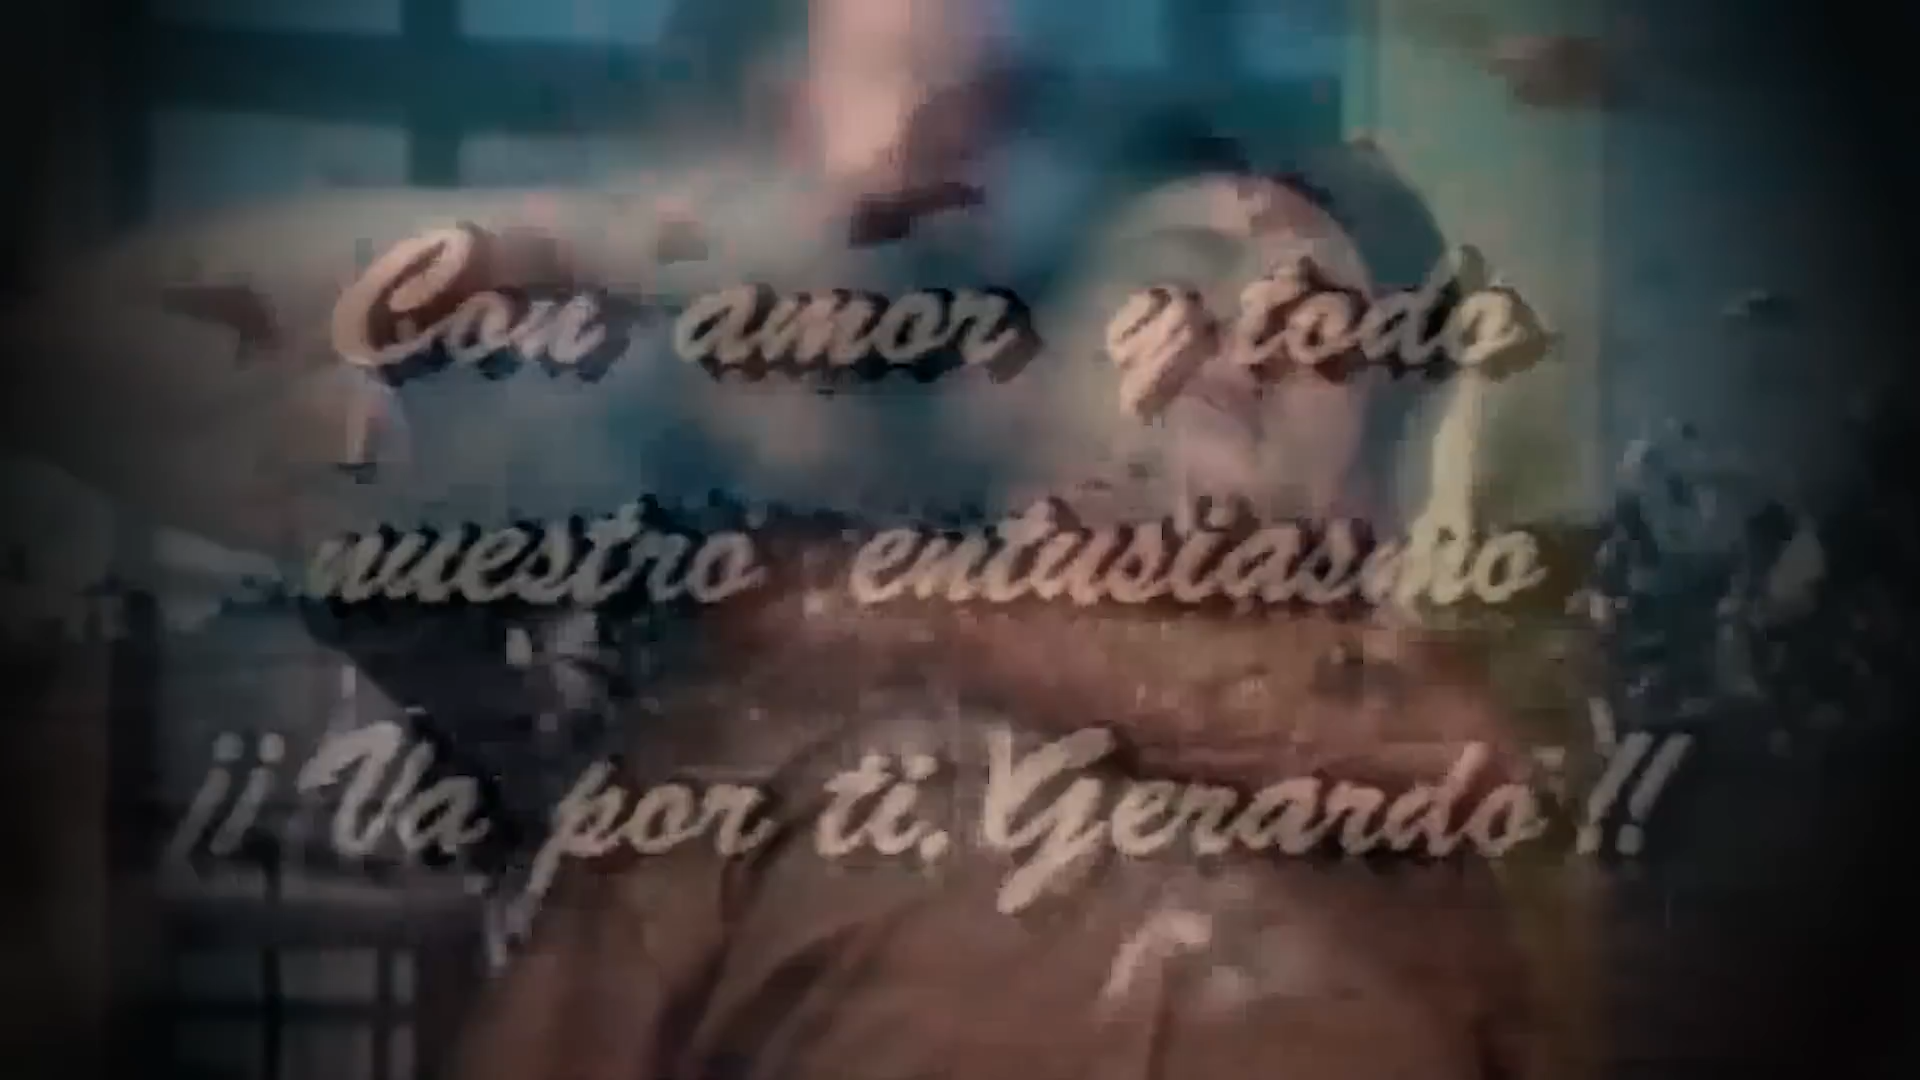 Con amor y todo
nuestro entusiasmo
¡¡Va por ti, Gerardo!!